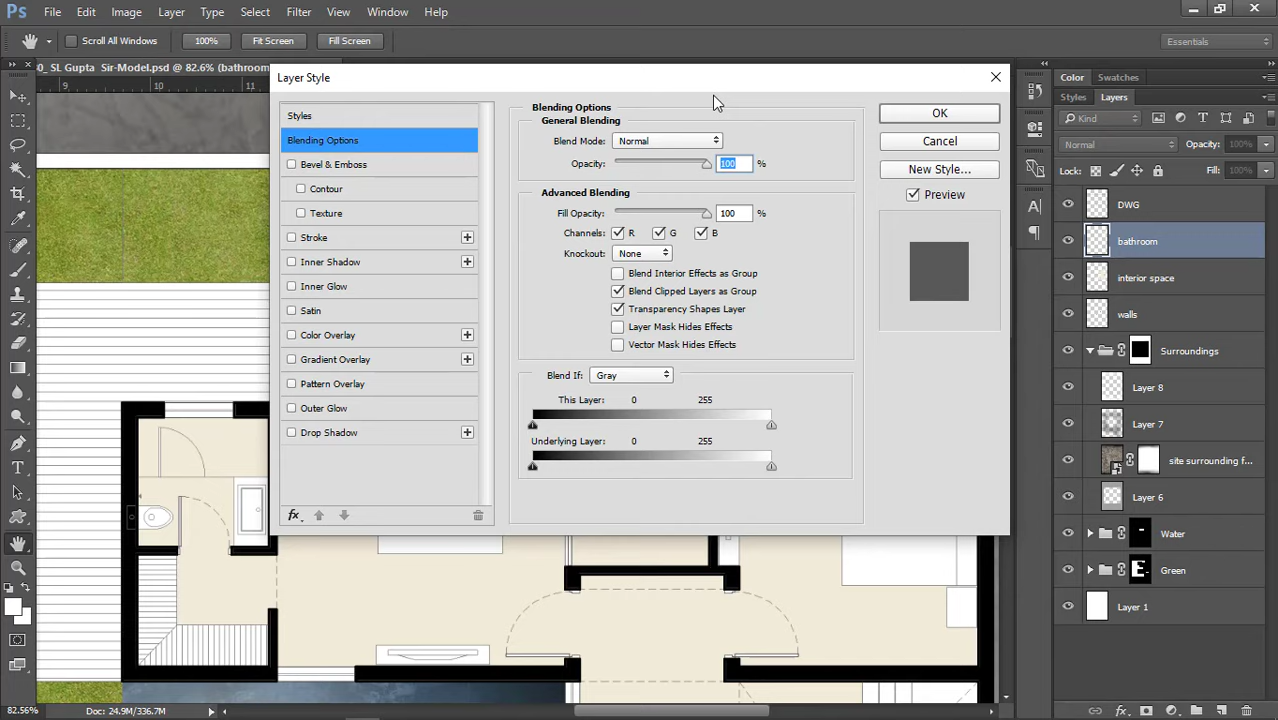 Ps File Edit Image Layer Type Select Filter View Window Help
Scroll All Windows 100% Fit Screen Fill Screen Essentials
0_SL Gupta Sir-Model.psd @ 82.6% (bathroom
9 10 11
Layer Style
Styles
Blending Options
Bevel & Emboss
Contour
Texture
Stroke
Inner Shadow
Inner Glow
Satin
Color Overlay
Gradient Overlay
Pattern Overlay
Outer Glow
Drop Shadow
fx
Blending Options
General Blending
Blend Mode: Normal
Opacity: 100 %
Advanced Blending
Fill Opacity: 100 %
Channels: R G B
Knockout: None
Blend Interior Effects as Group
Blend Clipped Layers as Group
Transparency Shapes Layer
Layer Mask Hides Effects
Vector Mask Hides Effects
Blend If: Gray
This Layer: 0 255
Underlying Layer: 0 255
OK
Cancel
New Style...
Preview
Color Swatches
Styles Layers
Kind
Normal Opacity: 100%
Lock: Fill: 100%
DWG
bathroom
interior space
walls
Surroundings
Layer 8
Layer 7
site surrounding f...
Layer 6
Water
Green
Layer 1
fx
82.56% Doc: 24.9M/336.7M